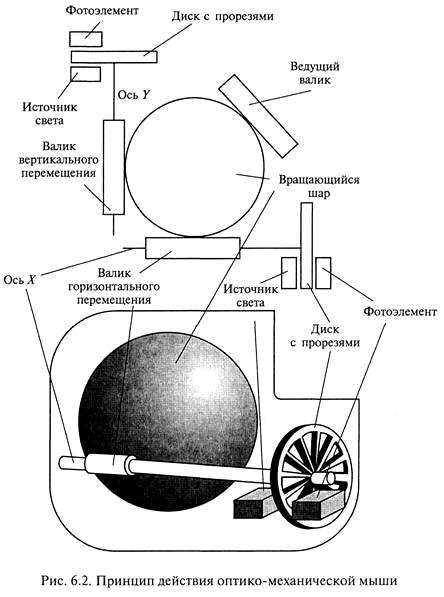 Фотоэлемент
Диск с прорезями
Ось Y
Источник
света
Ведущий
валик
Валик
вертикального
перемещения
Вращающийся
шар
Ось X
Валик
горизонтального
перемещения
Источник
света
Фотоэлемент
Диск
с прорезями
Рис. 6.2. Принцип действия оптико-механической мыши